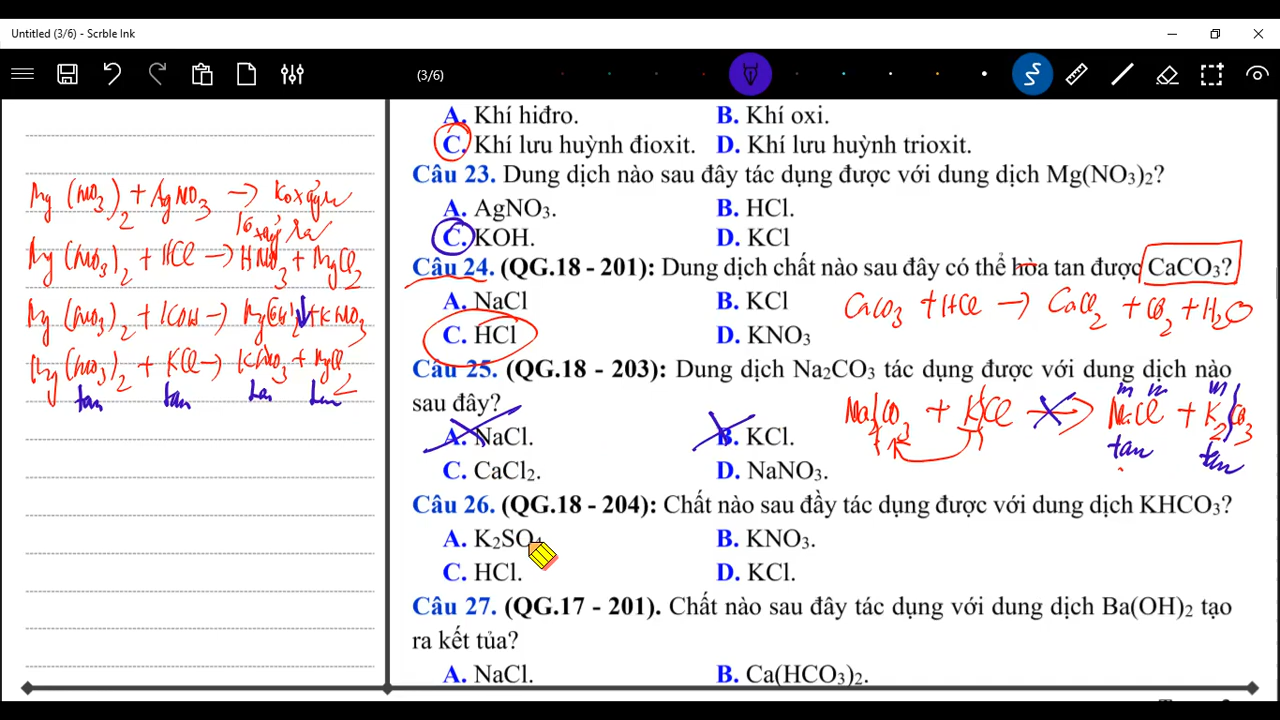 Untitled (3/6) - Scrble Ink
(3/6)
A. Khí hiđro. B. Khí oxi.
C. Khí lưu huỳnh đioxit. D. Khí lưu huỳnh trioxit.
Câu 23. Dung dịch nào sau đây tác dụng được với dung dịch Mg(NO₃)₂?
A. AgNO₃. B. HCl.
C. KOH. D. KCl
Câu 24. (QG.18 - 201): Dung dịch chất nào sau đây có thể hòa tan được CaCO₃?
A. NaCl B. KCl
C. HCl D. KNO₃
Câu 25. (QG.18 - 203): Dung dịch Na₂CO₃ tác dụng được với dung dịch nào
sau đây?
A. NaCl. B. KCl.
C. CaCl₂. D. NaNO₃.
Câu 26. (QG.18 - 204): Chất nào sau đầy tác dụng được với dung dịch KHCO₃?
A. K₂SO₄ B. KNO₃.
C. HCl. D. KCl.
Câu 27. (QG.17 - 201). Chất nào sau đây tác dụng với dung dịch Ba(OH)₂ tạo
ra kết tủa?
A. NaCl. B. Ca(HCO₃)₂.
Mg(NO₃)₂ + AgNO₃ →
Mg(NO₃)₂ + HCl → HNO₃ + MgCl₂
Mg(NO₃)₂ + KOH → Mg(OH)₂↓ + KNO₃
Mg(NO₃)₂ + KCl → KNO₃ + MgCl₂
tan tan tan tan
CaCO₃ + HCl → CaCl₂ + CO₂ + H₂O
+ KCl → NaCl + K₂CO₃
tan tan